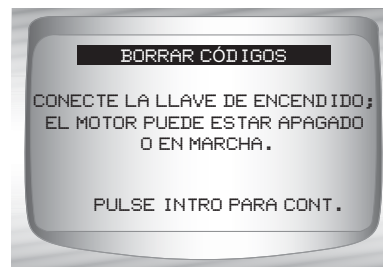 BORRAR CÓDIGOS
CONECTE LA LLAVE DE ENCENDIDO;
EL MOTOR PUEDE ESTAR APAGADO
O EN MARCHA.
PULSE INTRO PARA CONT.